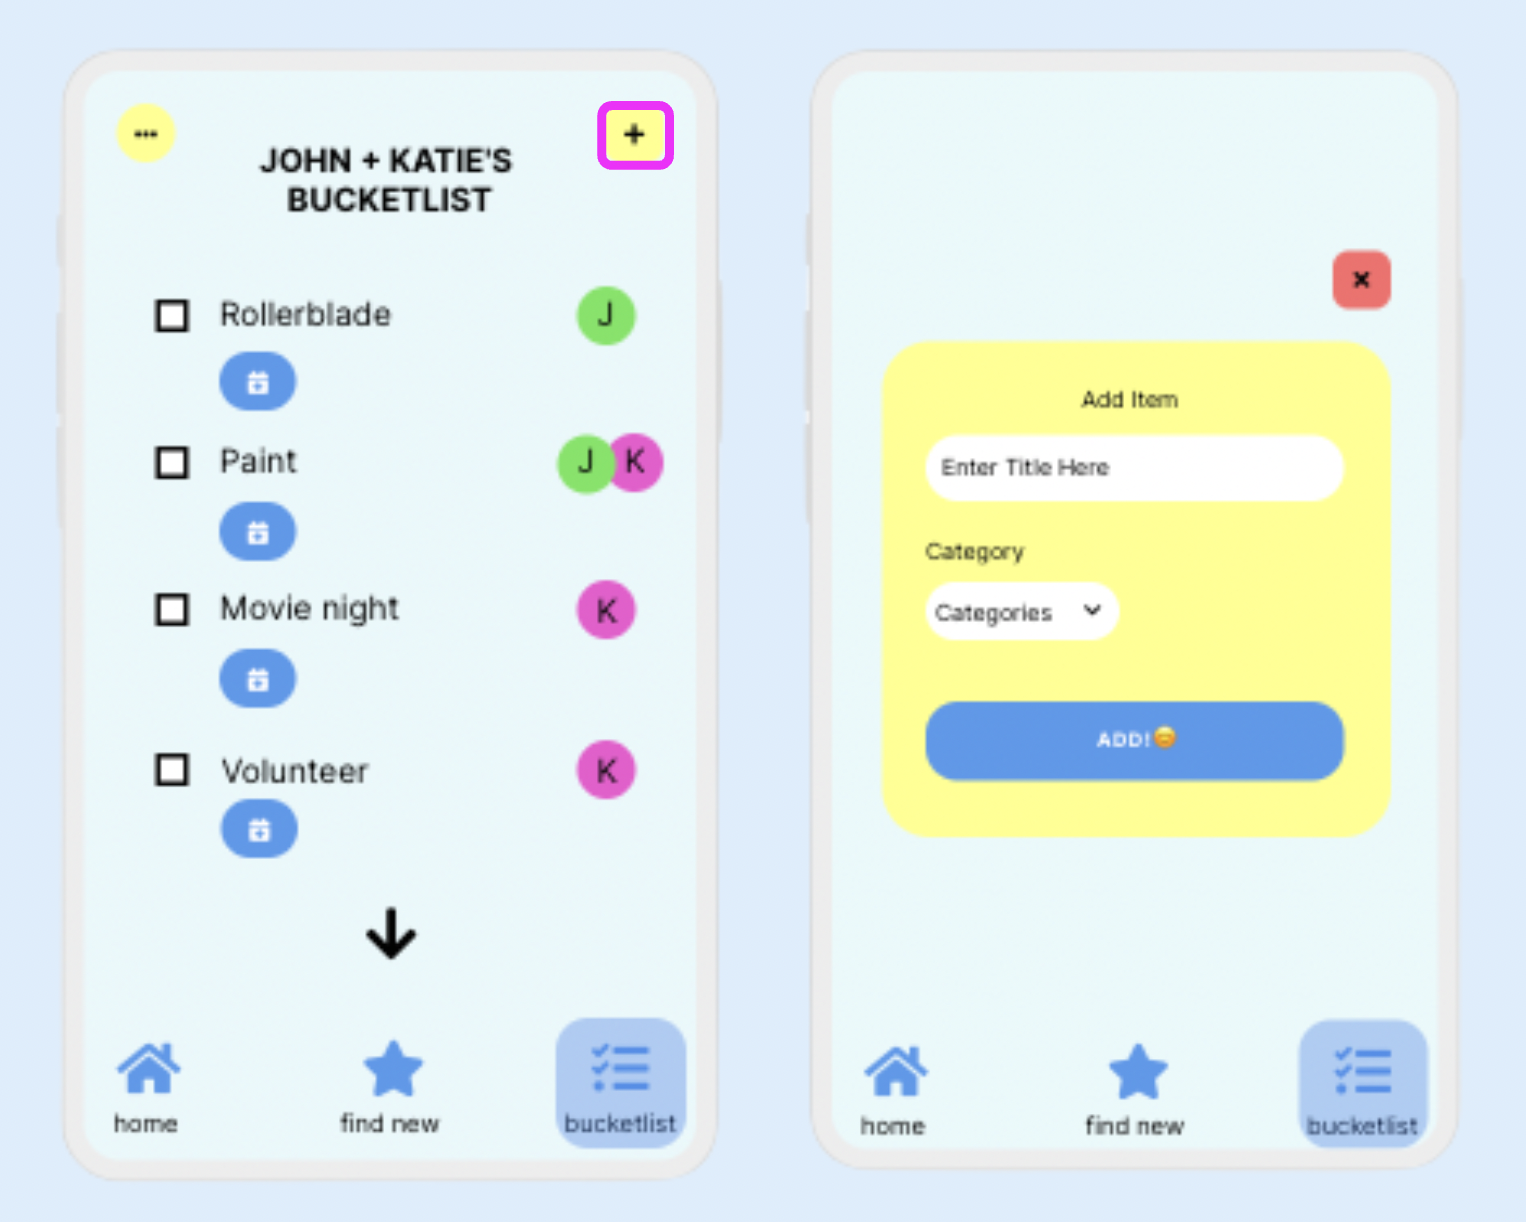 JOHN + KATIE'S
BUCKETLIST
Rollerblade
J
Paint
J K
Movie night
K
Volunteer
K
home
find new
bucketlist
Add Item
Enter Title Here
Category
Categories
ADD!😊
home
find new
bucketlist